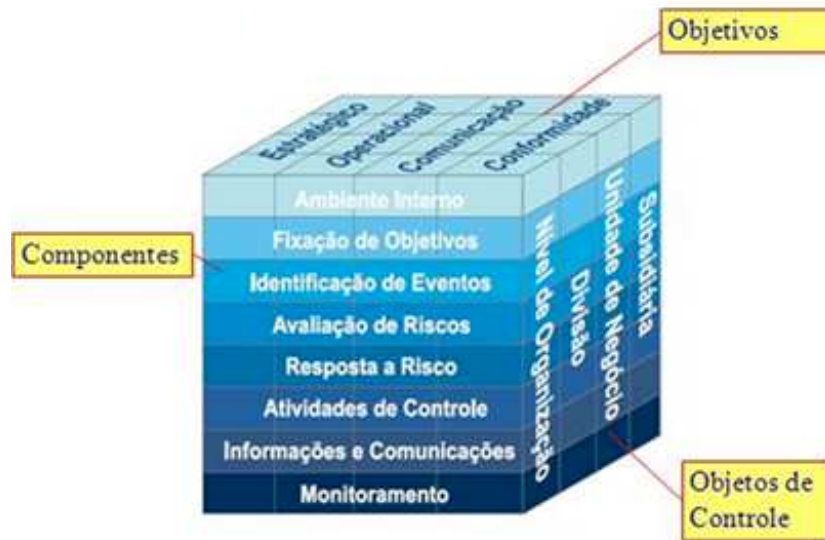 Objetivos
Estratégico
Operacional
Comunicação
Conformidade
Componentes
Ambiente Interno
Fixação de Objetivos
Identificação de Eventos
Avaliação de Riscos
Resposta a Risco
Atividades de Controle
Informações e Comunicações
Monitoramento
Nível de Organização
Divisão
Unidade de Negócio
Subsidiária
Objetos de
Controle